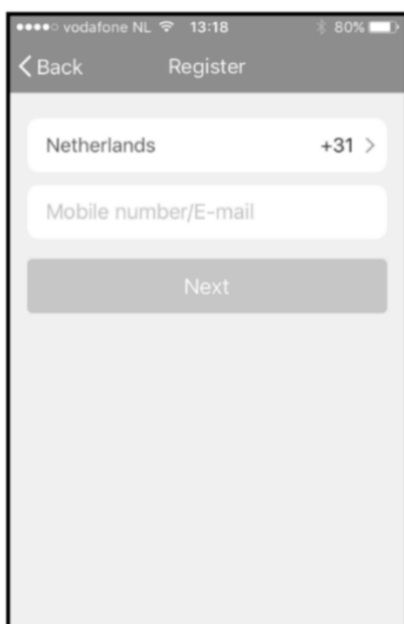 vodafone NL 13:18 80%
Back Register
Netherlands +31
Mobile number/E-mail
Next